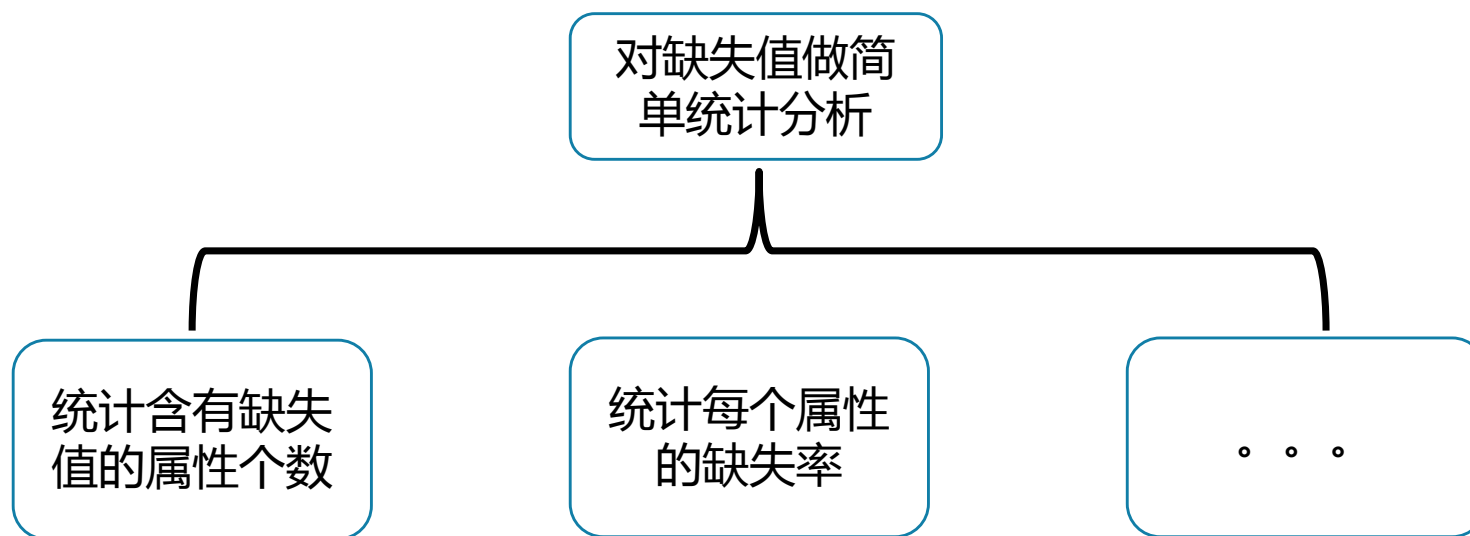 对缺失值做简
单统计分析
统计含有缺失
值的属性个数
统计每个属性
的缺失率
。。。